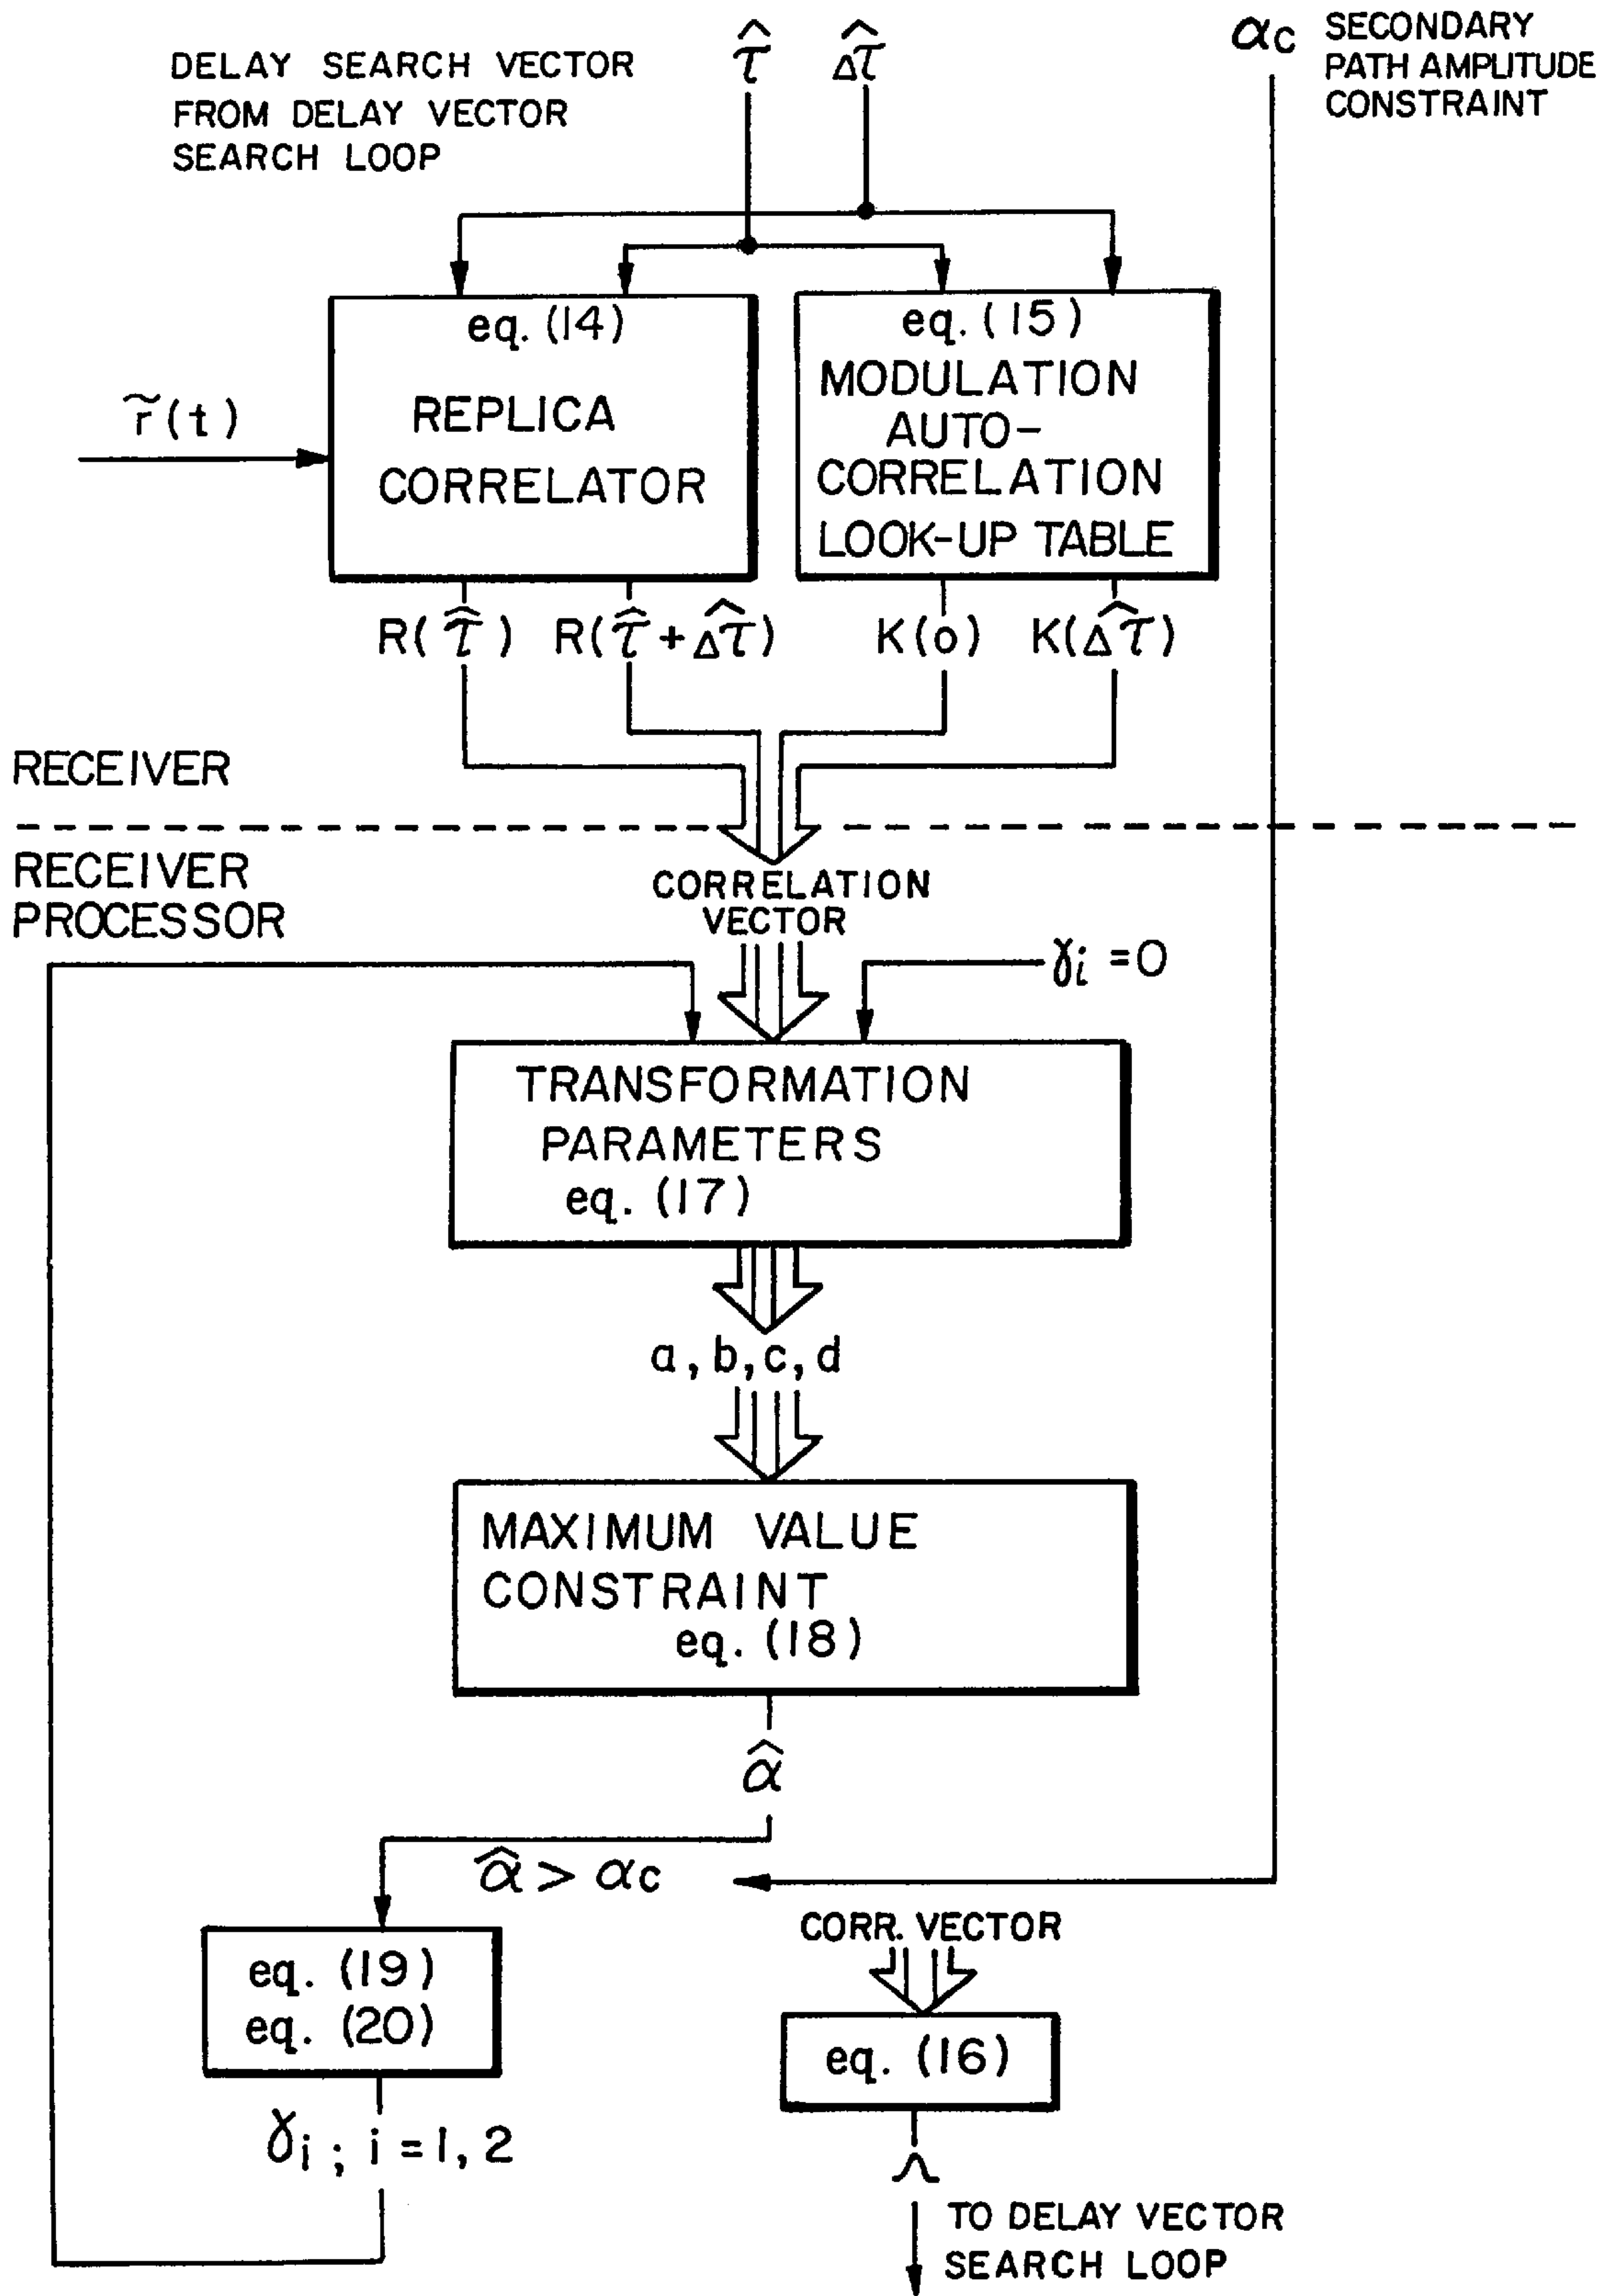 DELAY SEARCH VECTOR
FROM DELAY VECTOR
SEARCH LOOP
τ̂
Δτ̂
αc SECONDARY
PATH AMPLITUDE
CONSTRAINT
eq. (14)
REPLICA
CORRELATOR
eq. (15)
MODULATION
AUTO-
CORRELATION
LOOK-UP TABLE
r̃(t)
R(τ̂)
R(τ̂ + Δτ̂)
K(o)
K(Δτ̂)
RECEIVER
RECEIVER
PROCESSOR
CORRELATION
VECTOR
γi = 0
TRANSFORMATION
PARAMETERS
eq. (17)
a, b, c, d
MAXIMUM VALUE
CONSTRAINT
eq. (18)
α̂
α̂ > αc
eq. (19)
eq. (20)
γi ; i = 1, 2
CORR. VECTOR
eq. (16)
TO DELAY VECTOR
SEARCH LOOP